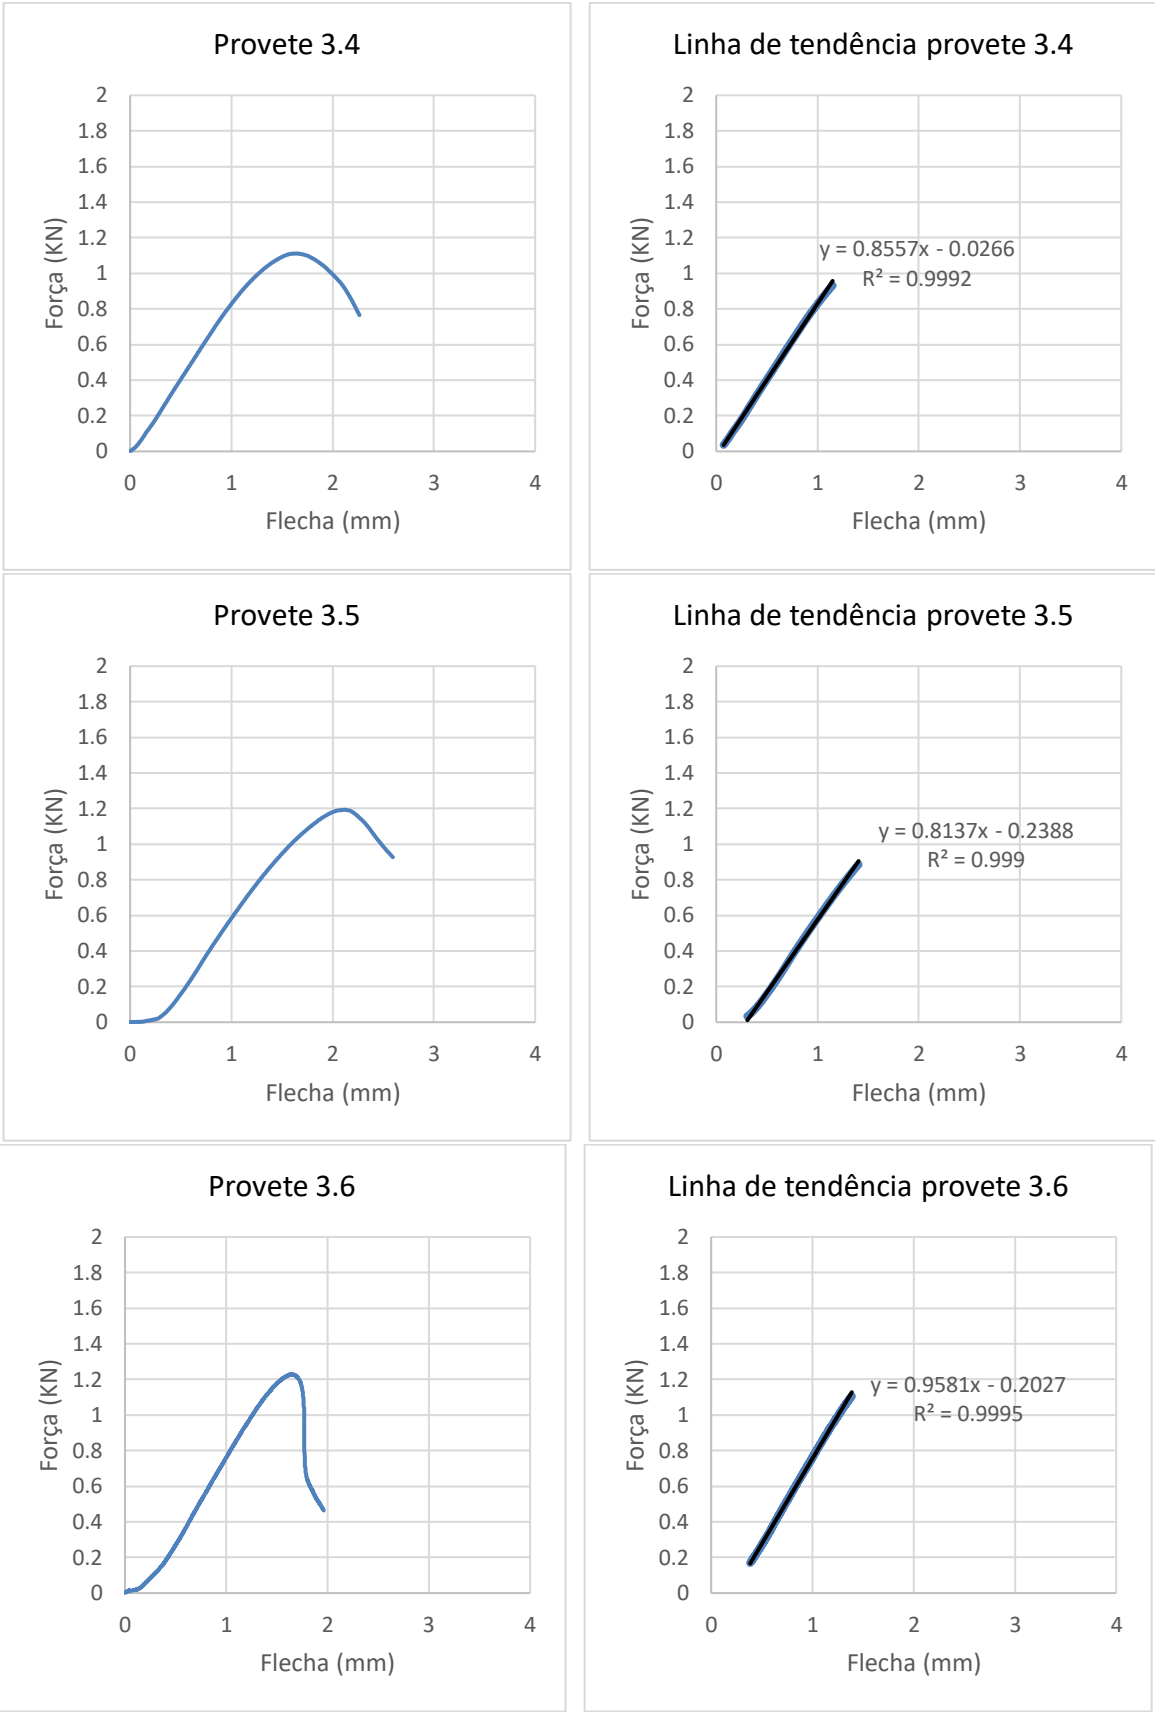 Provete 3.4
2
1.8
1.6
1.4
1.2
1
0.8
0.6
0.4
0.2
0
0 1 2 3 4
Força (KN)
Flecha (mm)
Linha de tendência provete 3.4
2
1.8
1.6
1.4
1.2
1
0.8
0.6
0.4
0.2
0
0 1 2 3 4
Força (KN)
Flecha (mm)
y = 0.8557x - 0.0266
R² = 0.9992
Provete 3.5
2
1.8
1.6
1.4
1.2
1
0.8
0.6
0.4
0.2
0
0 1 2 3 4
Força (KN)
Flecha (mm)
Linha de tendência provete 3.5
2
1.8
1.6
1.4
1.2
1
0.8
0.6
0.4
0.2
0
0 1 2 3 4
Força (KN)
Flecha (mm)
y = 0.8137x - 0.2388
R² = 0.999
Provete 3.6
2
1.8
1.6
1.4
1.2
1
0.8
0.6
0.4
0.2
0
0 1 2 3 4
Força (KN)
Flecha (mm)
Linha de tendência provete 3.6
2
1.8
1.6
1.4
1.2
1
0.8
0.6
0.4
0.2
0
0 1 2 3 4
Força (KN)
Flecha (mm)
y = 0.9581x - 0.2027
R² = 0.9995